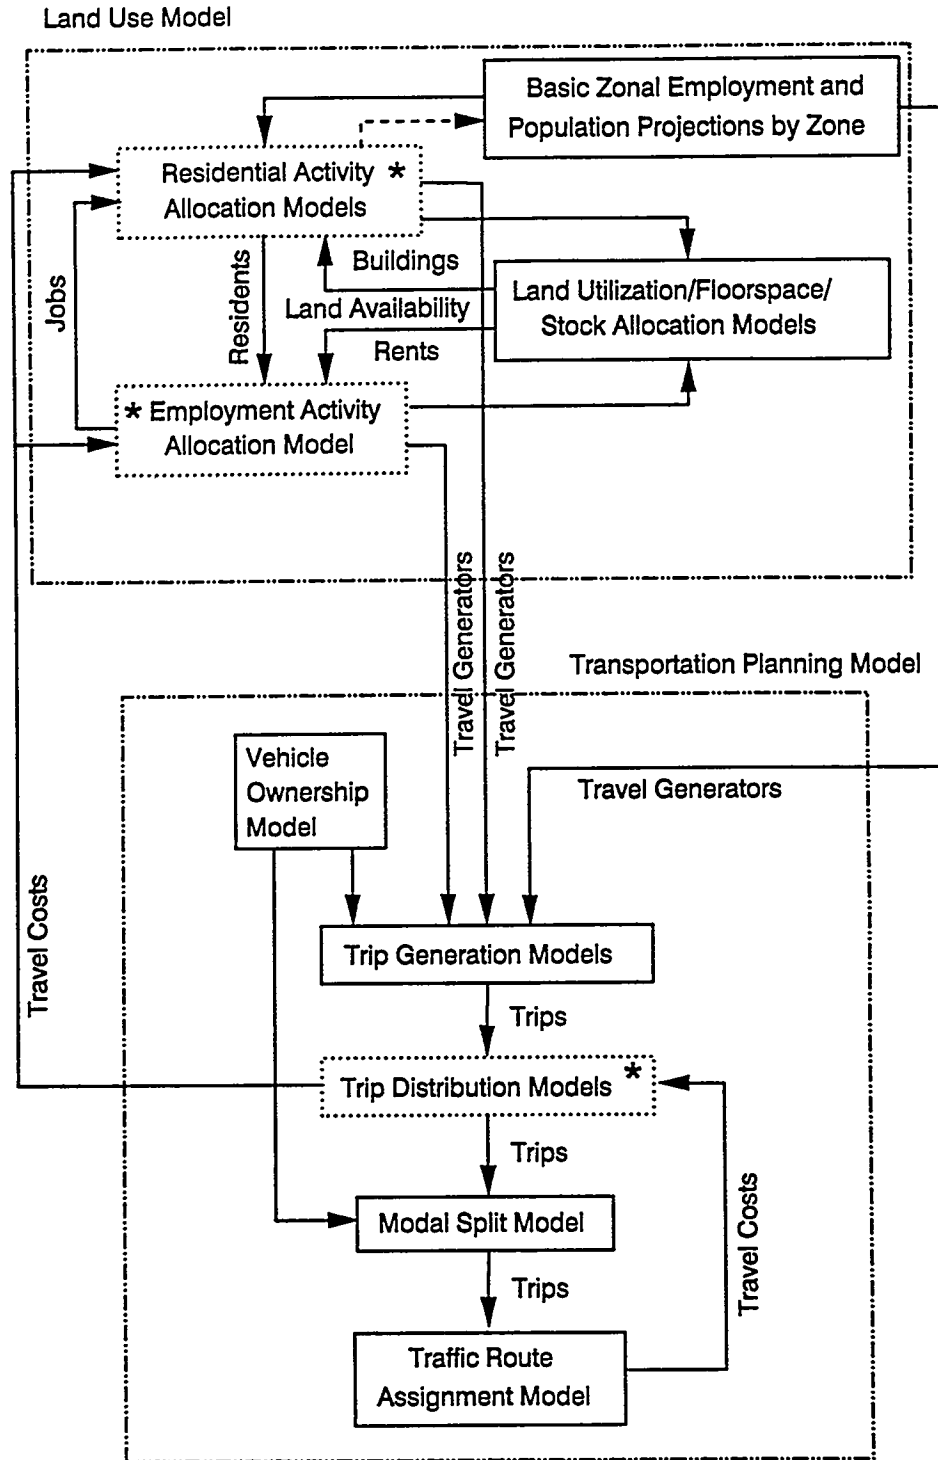 Land Use Model
Basic Zonal Employment and
Population Projections by Zone
Residential Activity *
Allocation Models
Buildings
Land Availability
Rents
Land Utilization/Floorspace/
Stock Allocation Models
Jobs
Residents
* Employment Activity
Allocation Model
Travel Generators
Travel Generators
Transportation Planning Model
Vehicle
Ownership
Model
Travel Generators
Travel Costs
Trip Generation Models
Trips
Trip Distribution Models *
Trips
Modal Split Model
Travel Costs
Trips
Traffic Route
Assignment Model